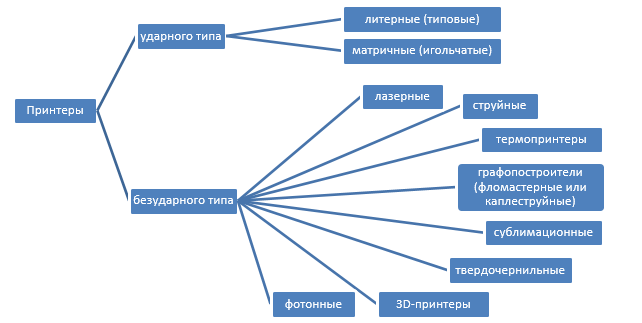 Принтеры
ударного типа
литерные (типовые)
матричные (игольчатые)
безударного типа
лазерные
струйные
термопринтеры
графопостроители
(фломастерные или
каплеструйные)
сублимационные
твердочернильные
3D-принтеры
фотонные